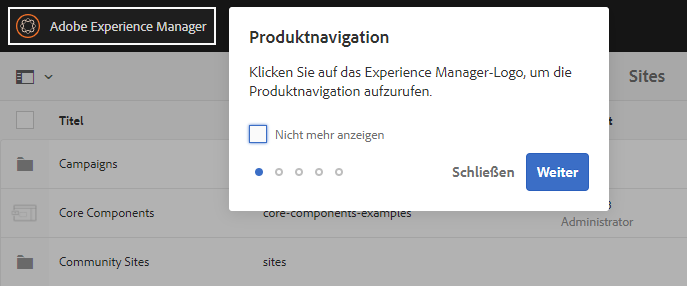 Adobe Experience Manager
Produktnavigation
Klicken Sie auf das Experience Manager-Logo, um die
Produktnavigation aufzurufen.
Nicht mehr anzeigen
Schließen
Weiter
Sites
Titel
Campaigns
Core Components
core-components-examples
Administrator
Community Sites
sites